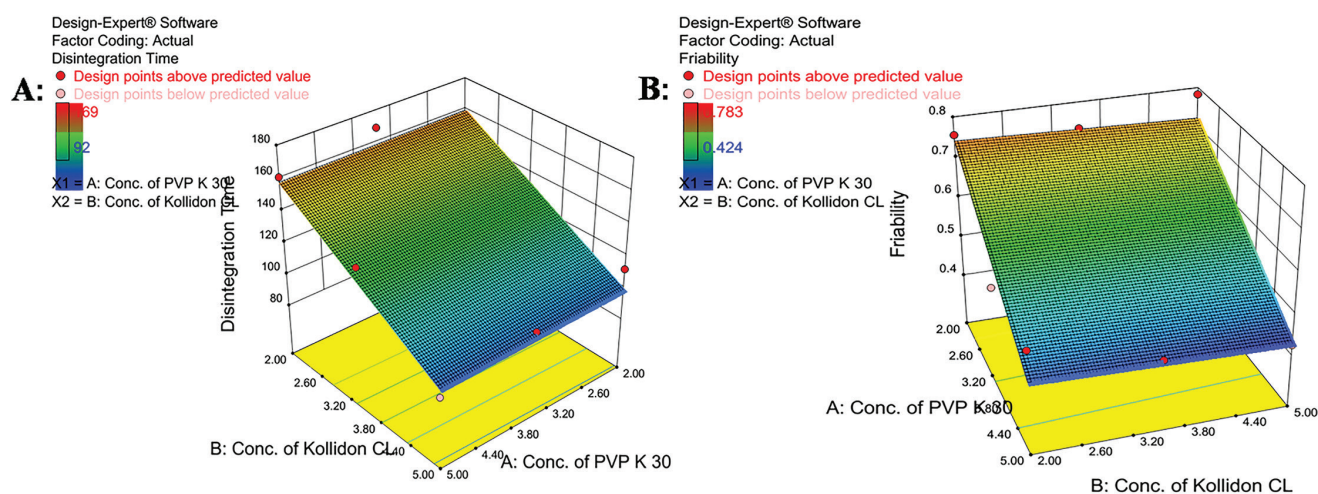 Design-Expert® Software
Factor Coding: Actual
Disintegration Time
Design points above predicted value
Design points below predicted value
69
92
X1 = A: Conc. of PVP K 30
X2 = B: Conc. of Kollidon CL
A:
180
160
140
120
100
80
Disintegration Time
2.00
2.60
3.20
3.80
4.40
5.00
B: Conc. of Kollidon CL
5.00
4.40
3.80
3.20
2.60
2.00
A: Conc. of PVP K 30
Design-Expert® Software
Factor Coding: Actual
Friability
Design points above predicted value
Design points below predicted value
.783
0.424
X1 = A: Conc. of PVP K 30
X2 = B: Conc. of Kollidon CL
B:
0.8
0.7
0.6
0.5
0.4
Friability
2.00
2.60
3.20
4.40
5.00
A: Conc. of PVP K 30
2.00
2.60
3.20
3.80
4.40
5.00
B: Conc. of Kollidon CL